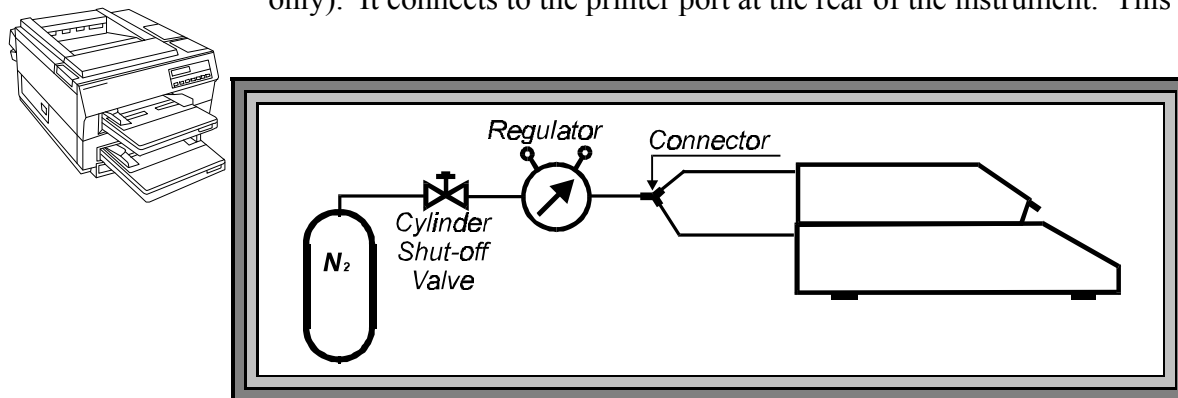 only). It connects to the printer port at the rear of the instrument. This
Regulator
Connector
Cylinder
Shut-off
Valve
N₂